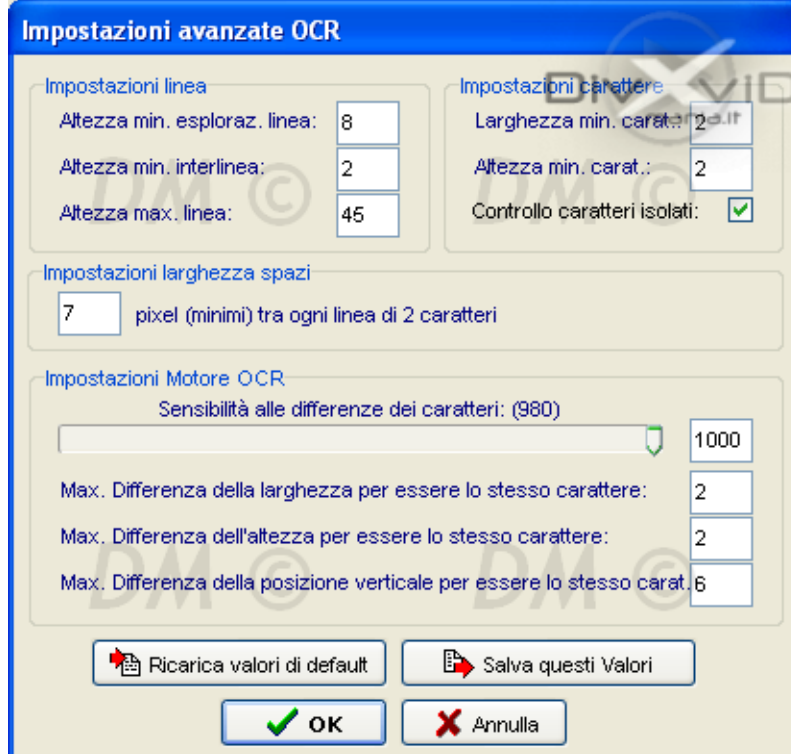 Impostazioni avanzate OCR
Impostazioni linea
Altezza min. esploraz. linea: 8
Altezza min. interlinea: 2
Altezza max. linea: 45
Impostazioni carattere
Larghezza min. carat.: 2
Altezza min. carat.: 2
Controllo caratteri isolati:
Impostazioni larghezza spazi
7 pixel (minimi) tra ogni linea di 2 caratteri
Impostazioni Motore OCR
Sensibilità alle differenze dei caratteri: (980)
1000
Max. Differenza della larghezza per essere lo stesso carattere: 2
Max. Differenza dell'altezza per essere lo stesso carattere: 2
Max. Differenza della posizione verticale per essere lo stesso carat. 6
Ricarica valori di default
Salva questi Valori
OK
Annulla
DM ©
DM ©
DM ©
DM ©